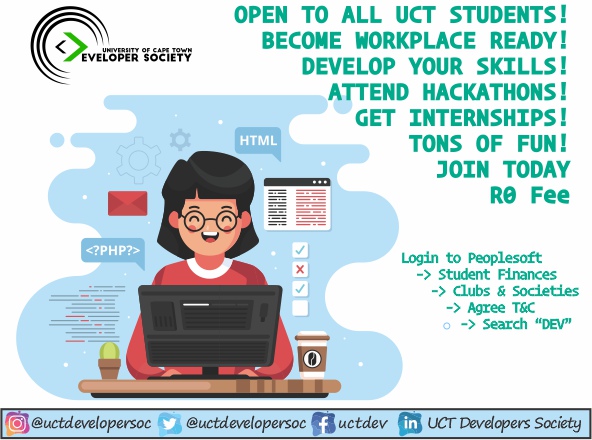 UNIVERSITY OF CAPE TOWN
DEVELOPER SOCIETY
OPEN TO ALL UCT STUDENTS!
BECOME WORKPLACE READY!
DEVELOP YOUR SKILLS!
ATTEND HACKATHONS!
GET INTERNSHIPS!
TONS OF FUN!
JOIN TODAY
R0 Fee
HTML
<?PHP?>
Login to Peoplesoft
-> Student Finances
-> Clubs & Societies
-> Agree T&C
-> Search “DEV”
@uctdevelopersoc @uctdevelopersoc uctdev UCT Developers Society